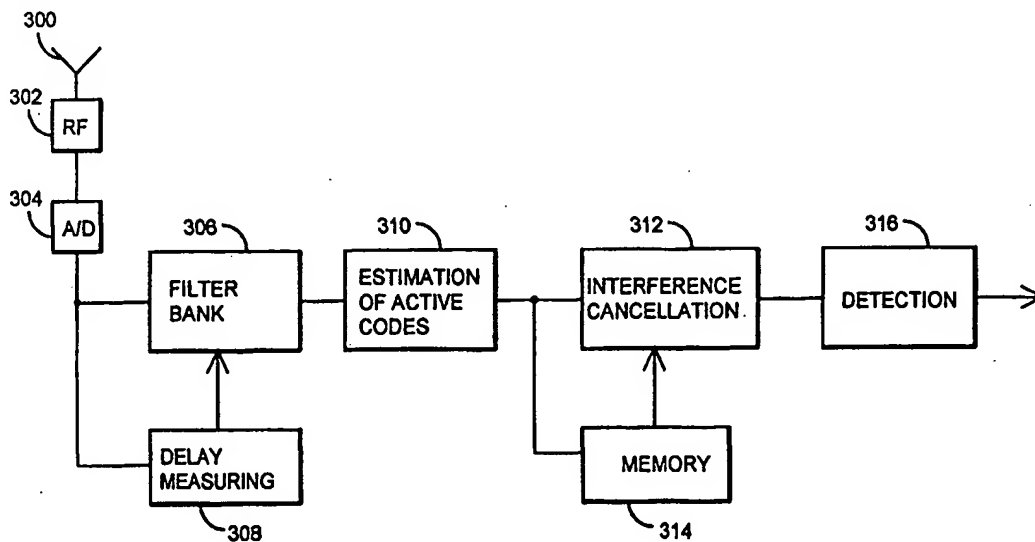 300
302
RF
304
A/D
306
FILTER
BANK
310
ESTIMATION
OF ACTIVE
CODES
312
INTERFERENCE
CANCELLATION
316
DETECTION
DELAY
MEASURING
308
MEMORY
314